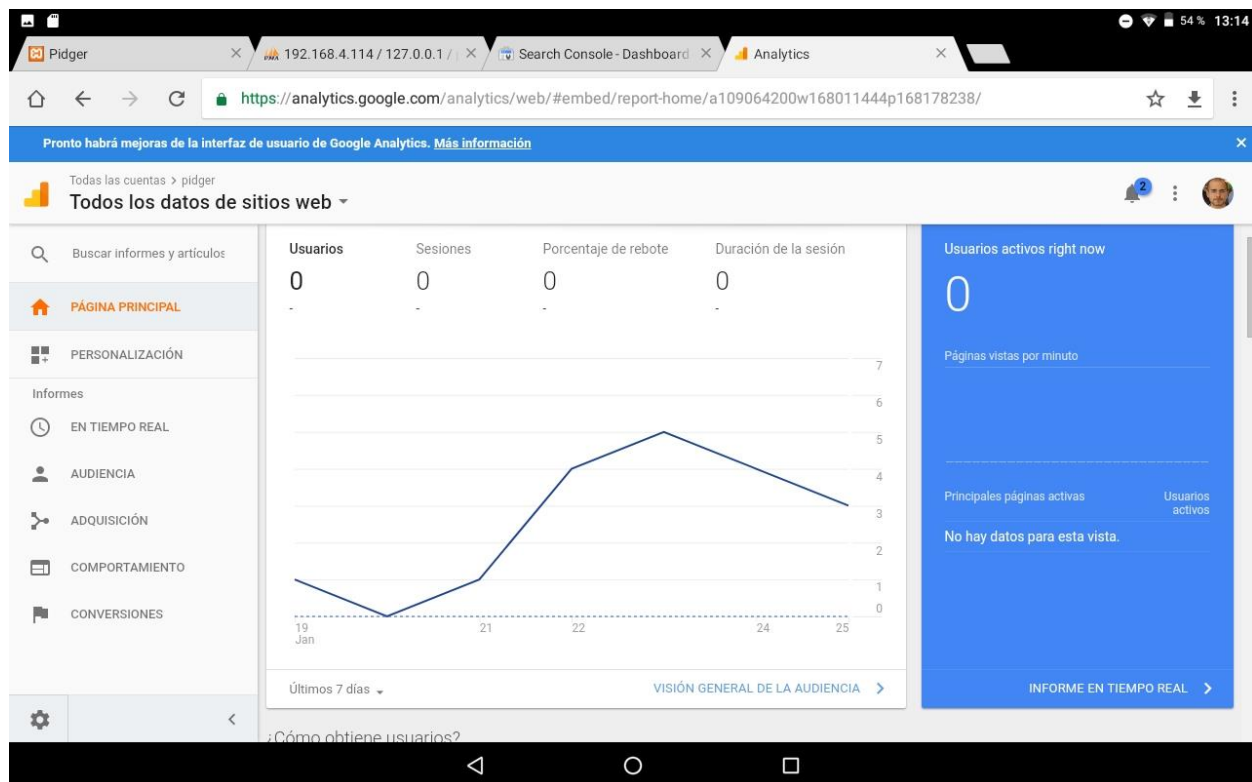 54 % 13:14
Pidger
192.168.4.114 / 127.0.0.1 /
Search Console - Dashboard
Analytics
https://analytics.google.com/analytics/web/#embed/report-home/a109064200w168011444p168178238/
Pronto habrá mejoras de la interfaz de usuario de Google Analytics. Más información
Todas las cuentas > pidger
Todos los datos de sitios web
2
Buscar informes y artículos
PÁGINA PRINCIPAL
PERSONALIZACIÓN
Informes
EN TIEMPO REAL
AUDIENCIA
ADQUISICIÓN
COMPORTAMIENTO
CONVERSIONES
Usuarios
0
-
Sesiones
0
-
Porcentaje de rebote
0
-
Duración de la sesión
0
-
7
6
5
4
3
2
1
0
19
Jan
21
22
24
25
Últimos 7 días
VISIÓN GENERAL DE LA AUDIENCIA
Usuarios activos right now
0
Páginas vistas por minuto
Principales páginas activas
Usuarios
activos
No hay datos para esta vista.
INFORME EN TIEMPO REAL
¿Cómo obtiene usuarios?